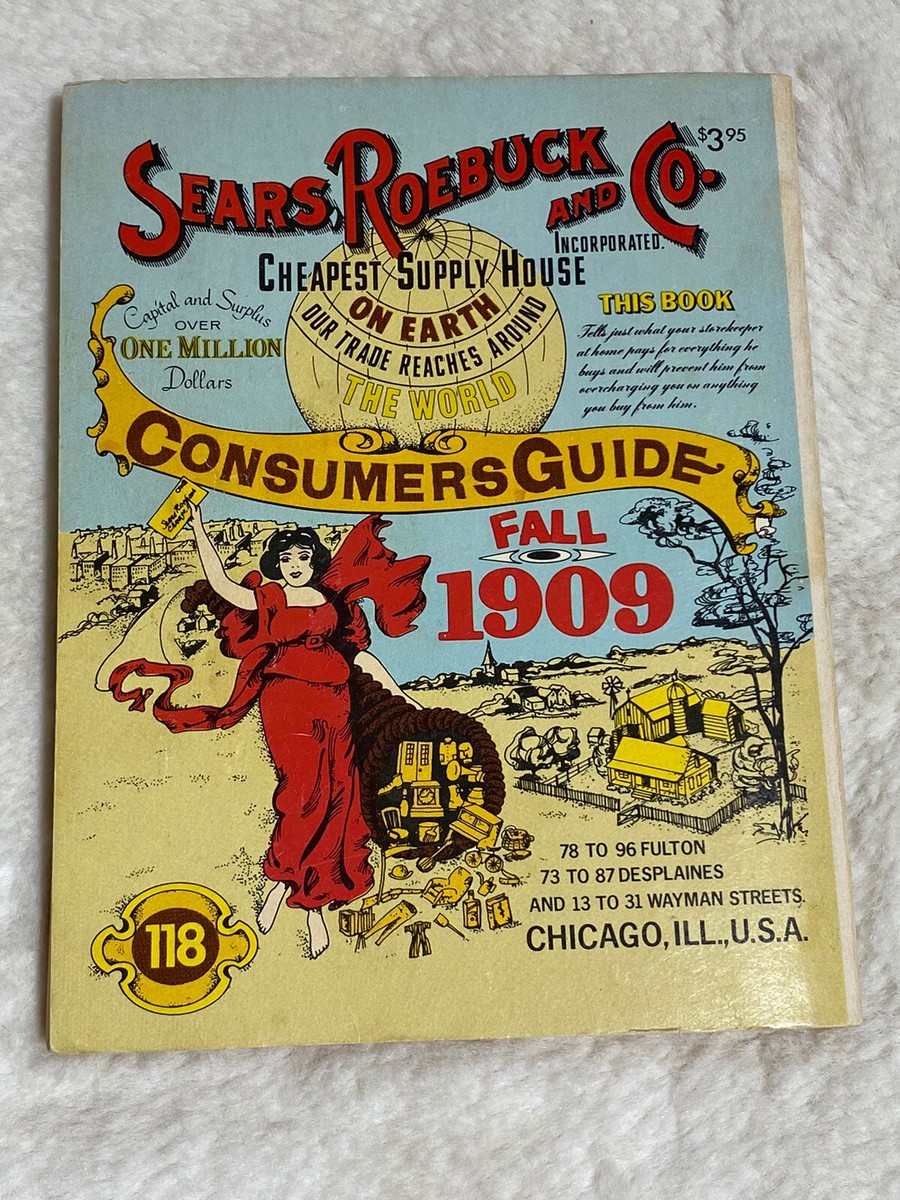 SEARS, ROEBUCK AND CO.
$3.95
INCORPORATED.
CHEAPEST SUPPLY HOUSE
ON EARTH
OUR TRADE REACHES AROUND
THE WORLD
Capital and Surplus
OVER
ONE MILLION
Dollars
THIS BOOK
Tells just what your storekeeper
at home pays for everything he
buys and will prevent him from
overcharging you on anything
you buy from him.
CONSUMERS GUIDE
FALL
1909
78 TO 96 FULTON
73 TO 87 DESPLAINES
AND 13 TO 31 WAYMAN STREETS.
CHICAGO, ILL., U.S.A.
118